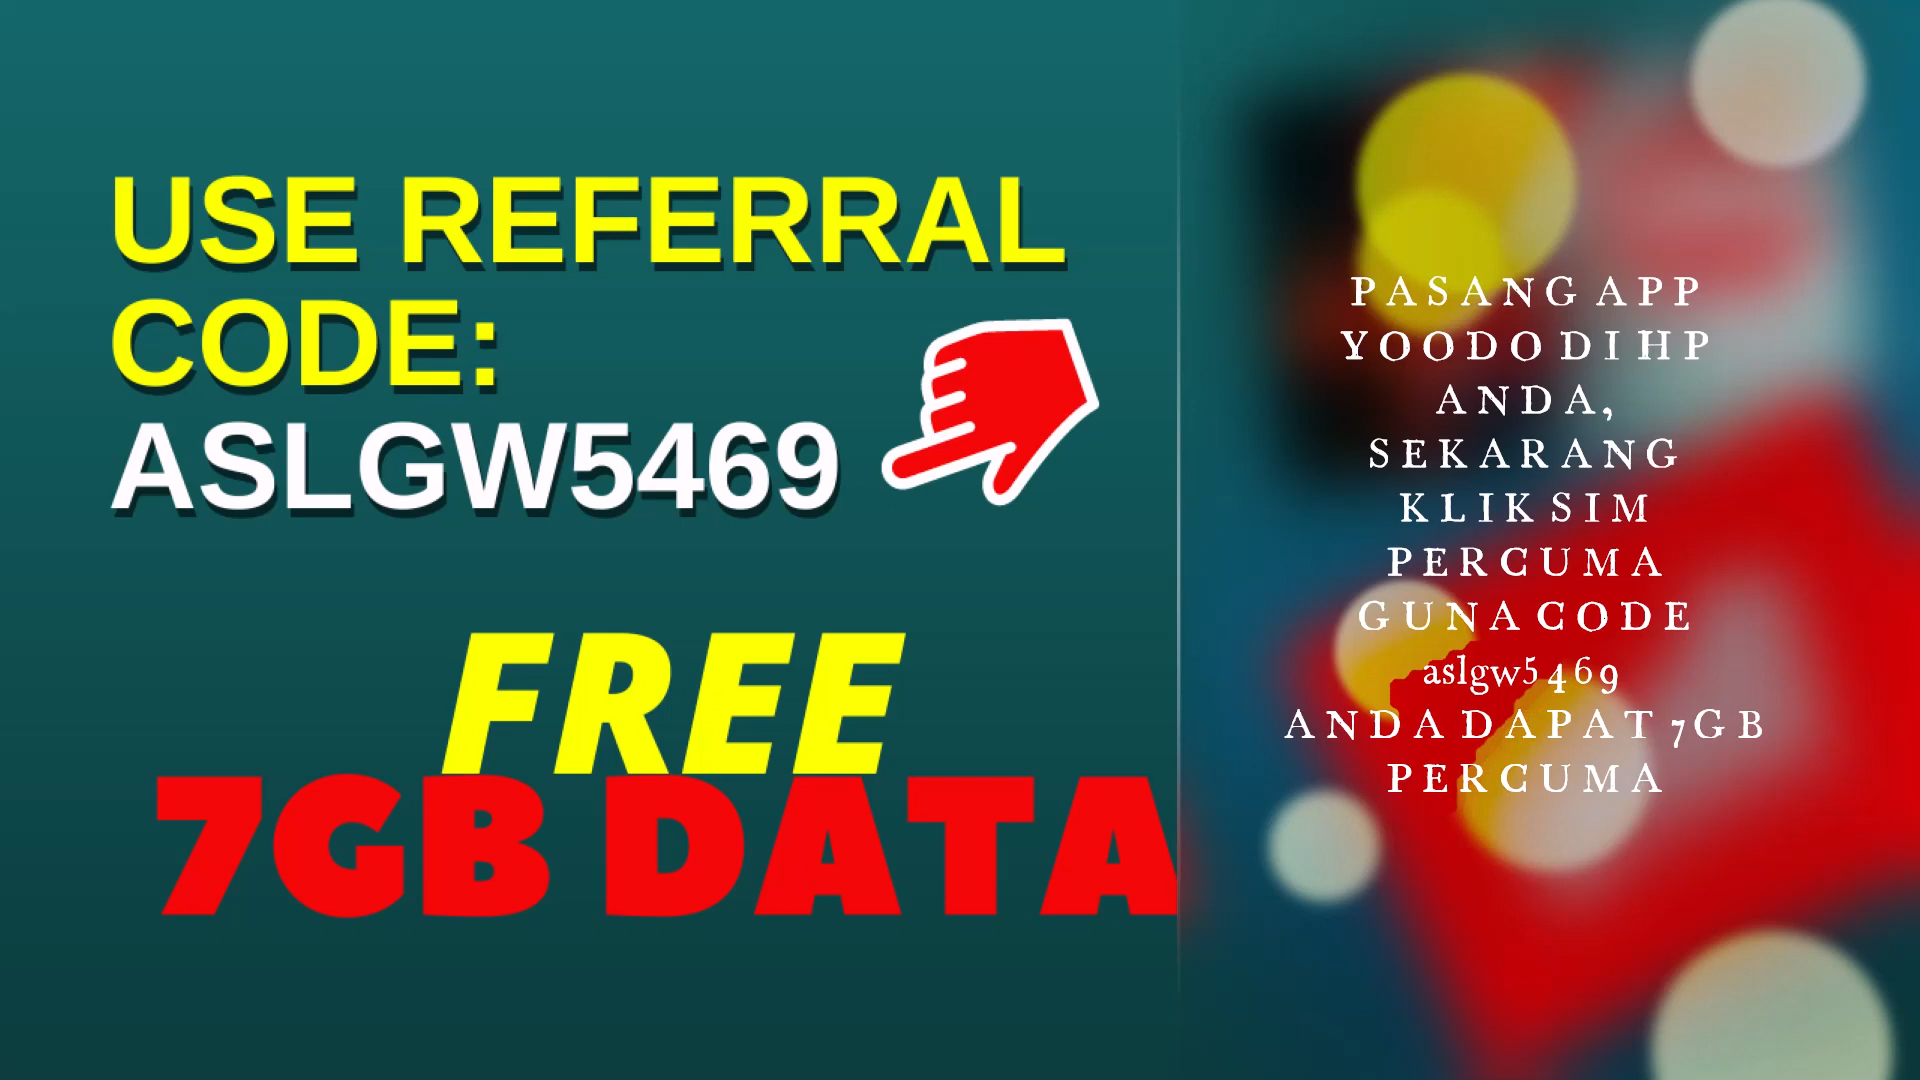 USE REFERRAL
CODE:
ASLGW5469
FREE
7GB DATA
PASANG APP
YOODO DI HP
ANDA,
SEKARANG
KLIK SIM
PERCUMA
GUNA CODE
aslgw5469
ANDA DAPAT 7GB
PERCUMA